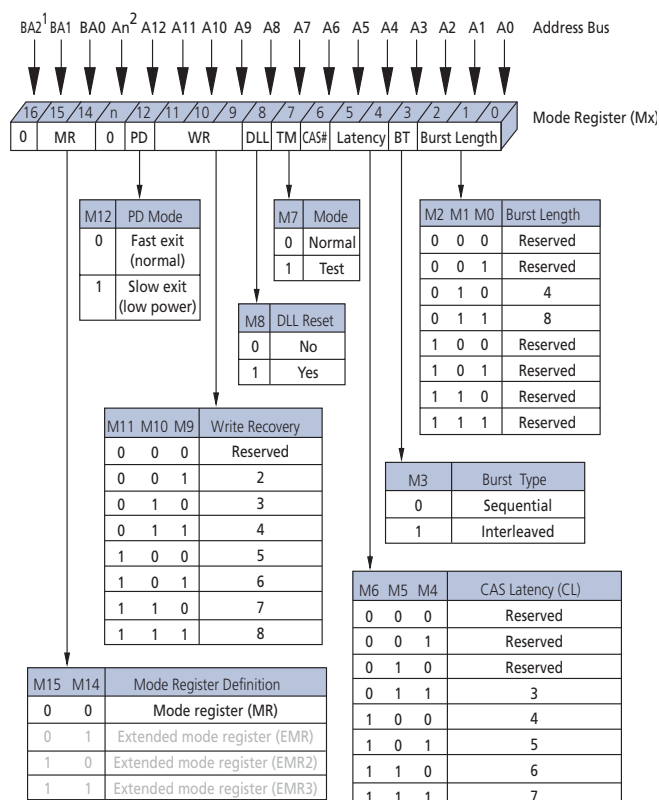 BA2¹ BA1 BA0 An² A12 A11 A10 A9 A8 A7 A6 A5 A4 A3 A2 A1 A0 Address Bus
16 15 14 n 12 11 10 9 8 7 6 5 4 3 2 1 0
Mode Register (Mx)
0 MR 0 PD WR DLL TM CAS# Latency BT Burst Length
M12 PD Mode
0 Fast exit
(normal)
1 Slow exit
(low power)
M7 Mode
0 Normal
1 Test
M2 M1 M0 Burst Length
0 0 0 Reserved
0 0 1 Reserved
0 1 0 4
0 1 1 8
1 0 0 Reserved
1 0 1 Reserved
1 1 0 Reserved
1 1 1 Reserved
M8 DLL Reset
0 No
1 Yes
M11 M10 M9 Write Recovery
0 0 0 Reserved
0 0 1 2
0 1 0 3
0 1 1 4
1 0 0 5
1 0 1 6
1 1 0 7
1 1 1 8
M3 Burst Type
0 Sequential
1 Interleaved
M6 M5 M4 CAS Latency (CL)
0 0 0 Reserved
0 0 1 Reserved
0 1 0 Reserved
0 1 1 3
1 0 0 4
1 0 1 5
1 1 0 6
1 1 1 7
M15 M14 Mode Register Definition
0 0 Mode register (MR)
0 1 Extended mode register (EMR)
1 0 Extended mode register (EMR2)
1 1 Extended mode register (EMR3)